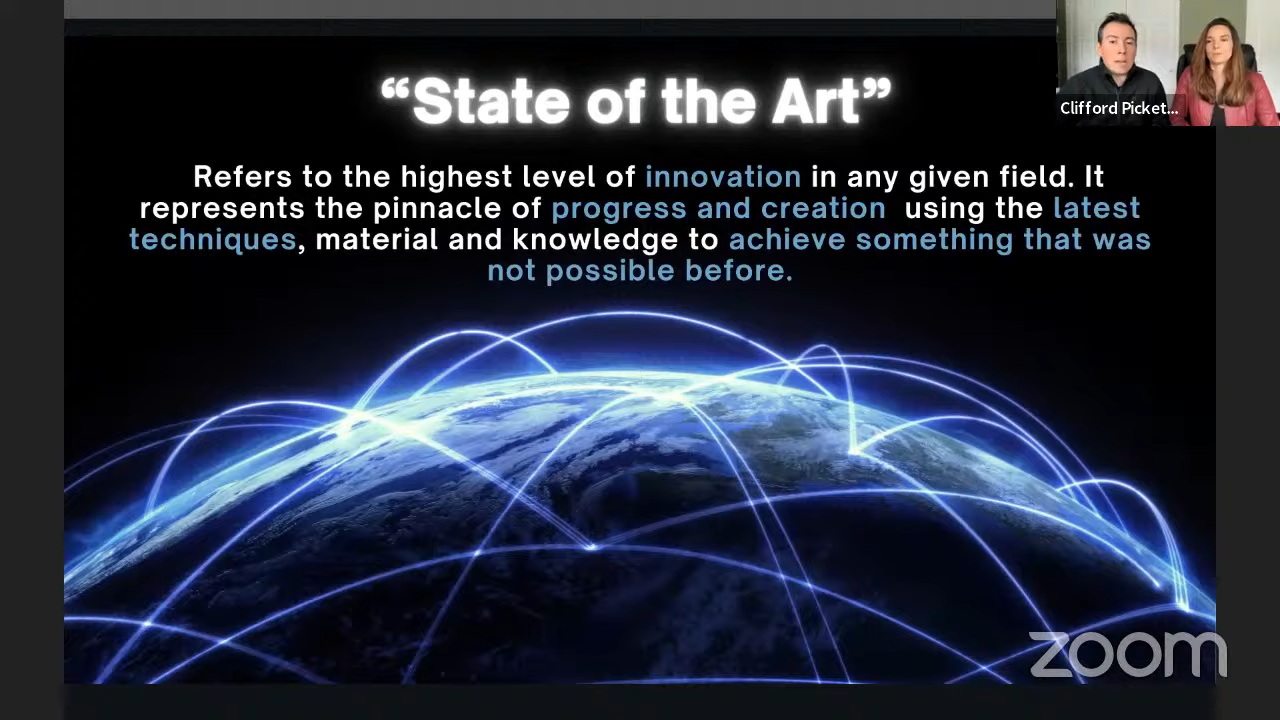 “State of the Art”
Refers to the highest level of innovation in any given field. It
represents the pinnacle of progress and creation using the latest
techniques, material and knowledge to achieve something that was
not possible before.
Clifford Picket...
zoom